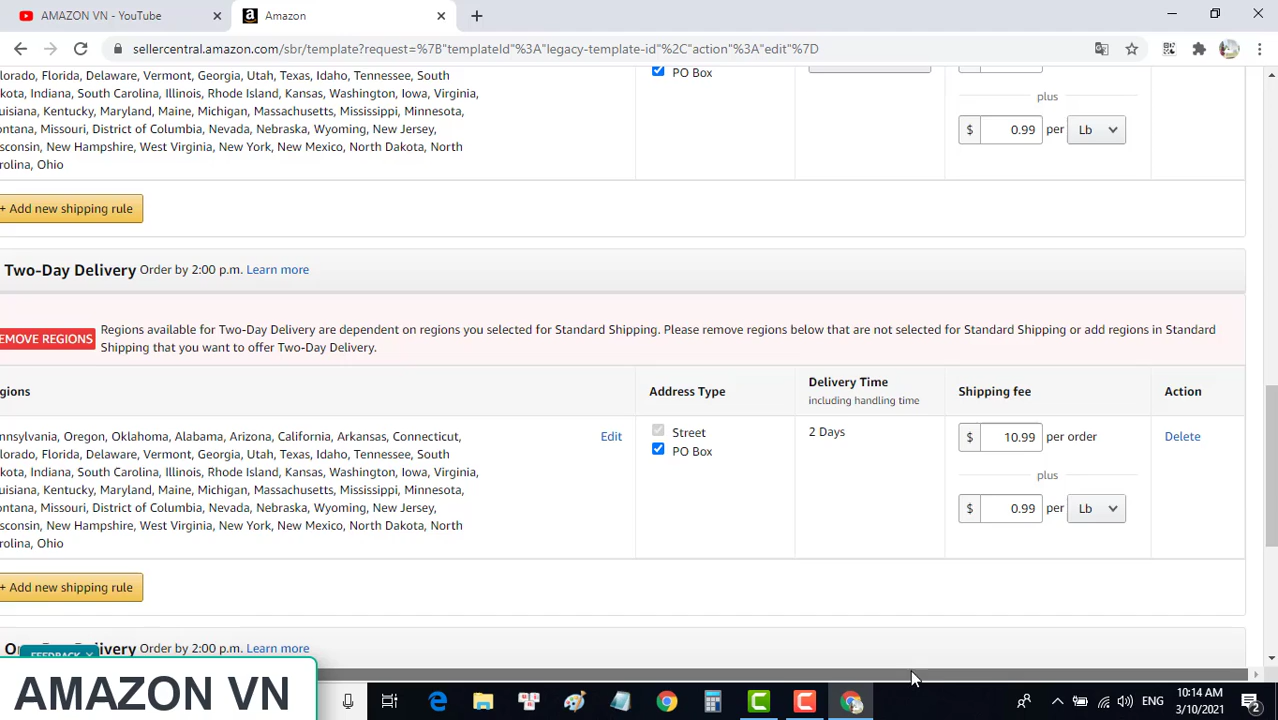 AMAZON VN - YouTube
Amazon
sellercentral.amazon.com/sbr/template?request=%7B"templateId"%3A"legacy-template-id"%2C"action"%3A"edit"%7D
lorado, Florida, Delaware, Vermont, Georgia, Utah, Texas, Idaho, Tennessee, South
kota, Indiana, South Carolina, Illinois, Rhode Island, Kansas, Washington, Iowa, Virginia,
uisiana, Kentucky, Maryland, Maine, Michigan, Massachusetts, Mississippi, Minnesota,
ontana, Missouri, District of Columbia, Nevada, Nebraska, Wyoming, New Jersey,
sconsin, New Hampshire, West Virginia, New York, New Mexico, North Dakota, North
rolina, Ohio
PO Box
plus
$ 0.99 per Lb
+ Add new shipping rule
Two-Day Delivery Order by 2:00 p.m. Learn more
EMOVE REGIONS
Regions available for Two-Day Delivery are dependent on regions you selected for Standard Shipping. Please remove regions below that are not selected for Standard Shipping or add regions in Standard
Shipping that you want to offer Two-Day Delivery.
gions
Address Type
Delivery Time
including handling time
Shipping fee
Action
nnsylvania, Oregon, Oklahoma, Alabama, Arizona, California, Arkansas, Connecticut,
lorado, Florida, Delaware, Vermont, Georgia, Utah, Texas, Idaho, Tennessee, South
kota, Indiana, South Carolina, Illinois, Rhode Island, Kansas, Washington, Iowa, Virginia,
uisiana, Kentucky, Maryland, Maine, Michigan, Massachusetts, Mississippi, Minnesota,
ontana, Missouri, District of Columbia, Nevada, Nebraska, Wyoming, New Jersey,
sconsin, New Hampshire, West Virginia, New York, New Mexico, North Dakota, North
rolina, Ohio
Edit
Street
PO Box
2 Days
$ 10.99 per order
plus
$ 0.99 per Lb
Delete
+ Add new shipping rule
Delivery Order by 2:00 p.m. Learn more
FEEDBACK
AMAZON VN
ENG
10:14 AM
3/10/2021
2